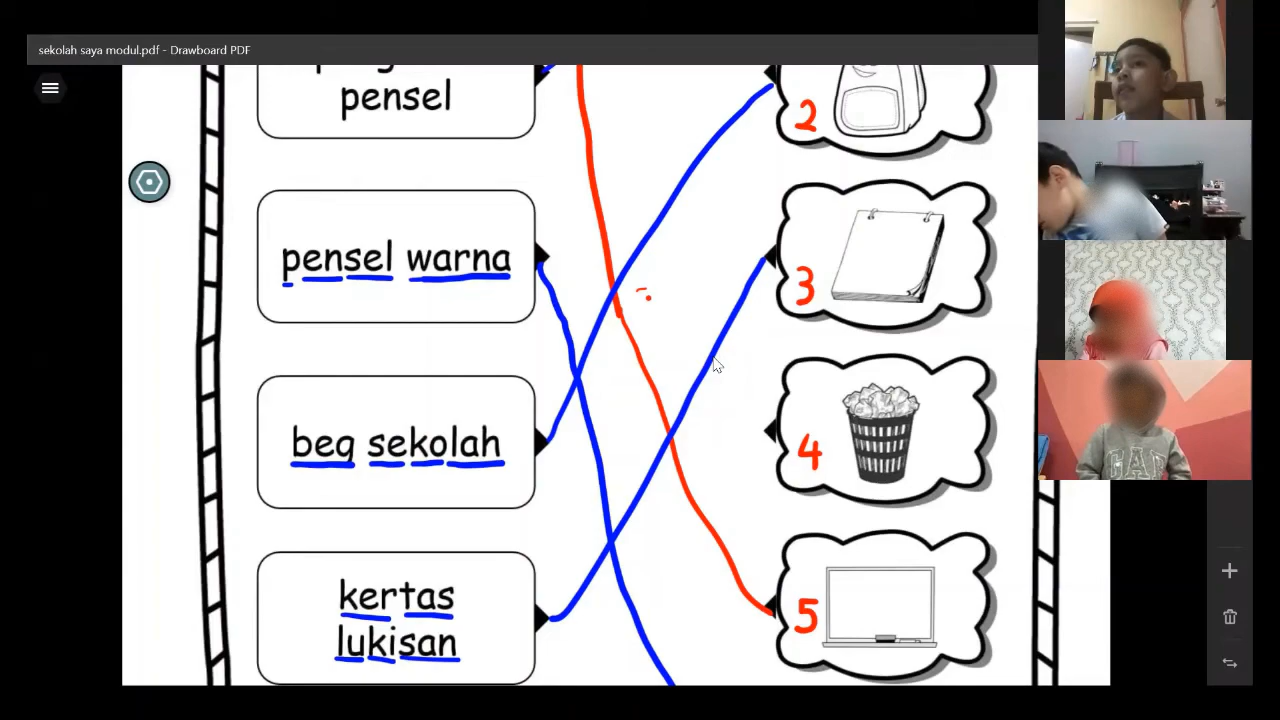 sekolah saya modul.pdf - Drawboard PDF
pensel
2
pensel warna
3
beg sekolah
4
kertas
lukisan
5
GAP